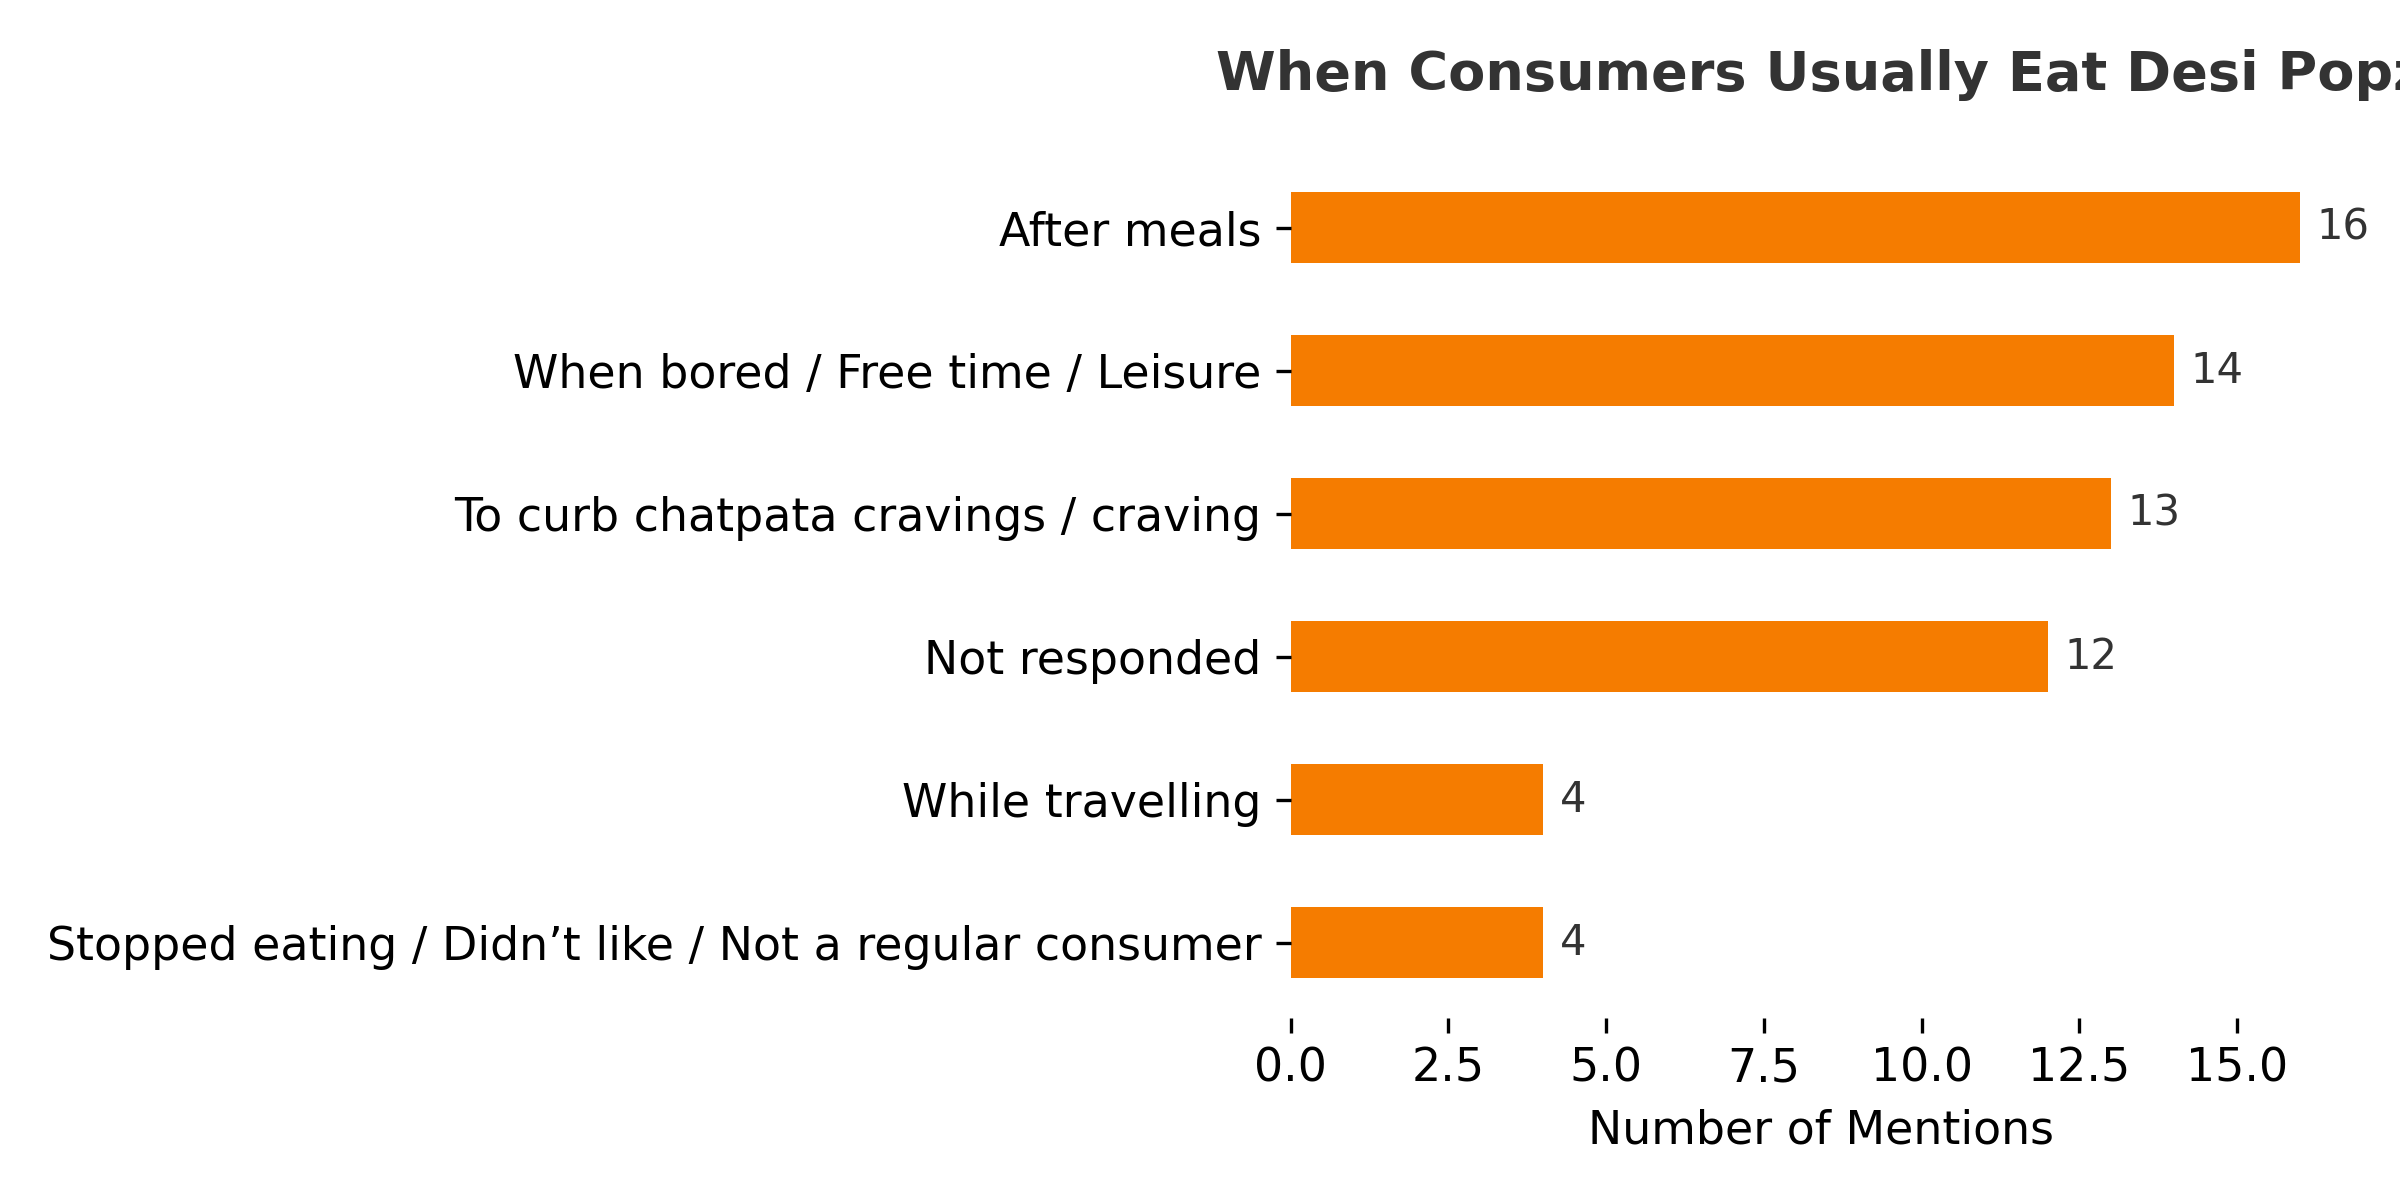 When Consumers Usually Eat Desi Popz
After meals 16
When bored / Free time / Leisure 14
To curb chatpata cravings / craving 13
Not responded 12
While travelling 4
Stopped eating / Didn’t like / Not a regular consumer 4
0.0 2.5 5.0 7.5 10.0 12.5 15.0
Number of Mentions